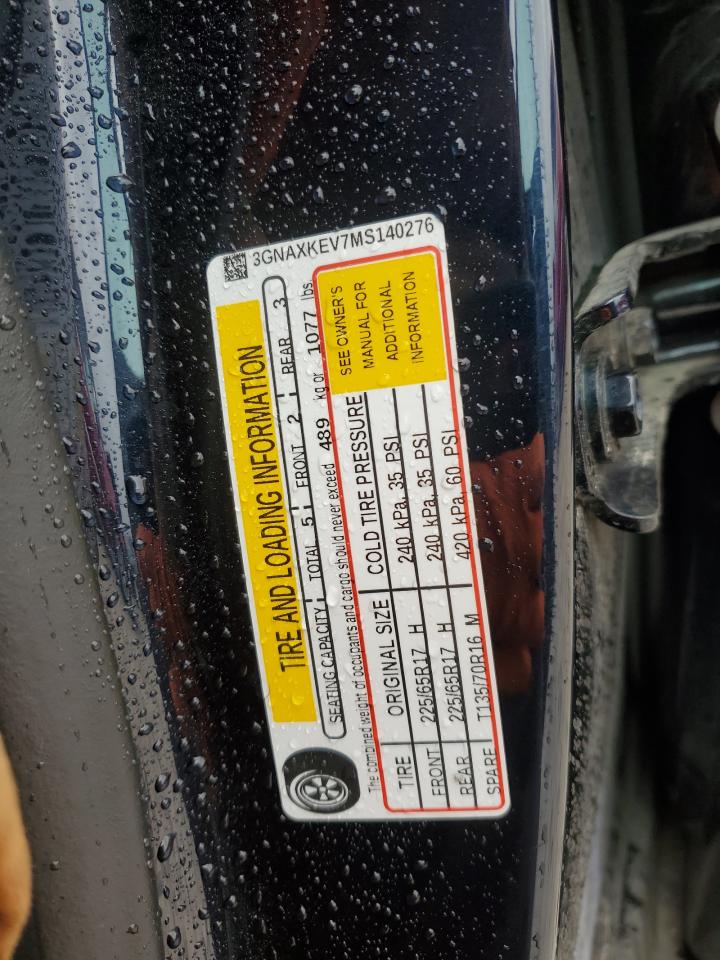 3GNAXKEV7MS140276
TIRE AND LOADING INFORMATION
SEATING CAPACITY TOTAL 5 FRONT 2 REAR 3
The combined weight of occupants and cargo should never exceed 489 kg or 1077 lbs
TIRE ORIGINAL SIZE COLD TIRE PRESSURE
FRONT 225/65R17 H 240 kPa, 35 PSI
REAR 225/65R17 H 240 kPa, 35 PSI
SPARE T135/70R16 M 420 kPa, 60 PSI
SEE OWNER'S
MANUAL FOR
ADDITIONAL
INFORMATION